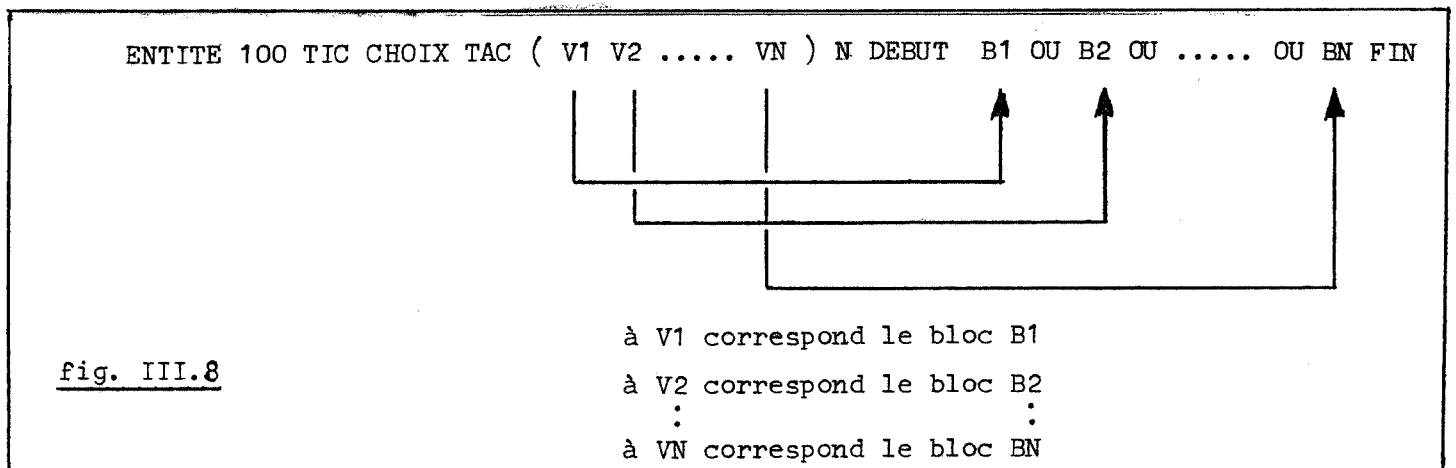 ENTITE 100 TIC CHOIX TAC ( V1 V2 ..... VN ) N DEBUT B1 OU B2 OU ..... OU BN FIN
à V1 correspond le bloc B1
fig. III.8
à V2 correspond le bloc B2
: :
à VN correspond le bloc BN